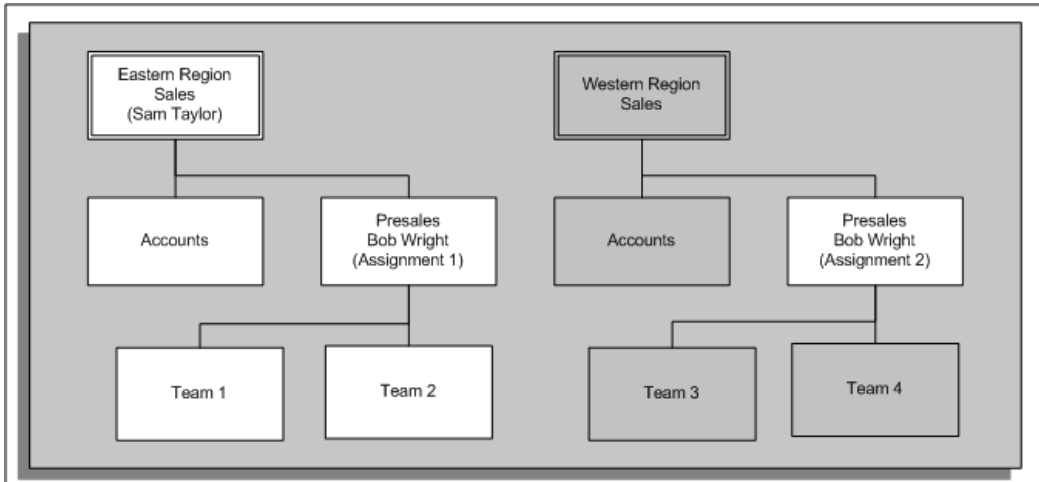 Eastern Region
Sales
(Sam Taylor)
Western Region
Sales
Accounts
Presales
Bob Wright
(Assignment 1)
Accounts
Presales
Bob Wright
(Assignment 2)
Team 1
Team 2
Team 3
Team 4